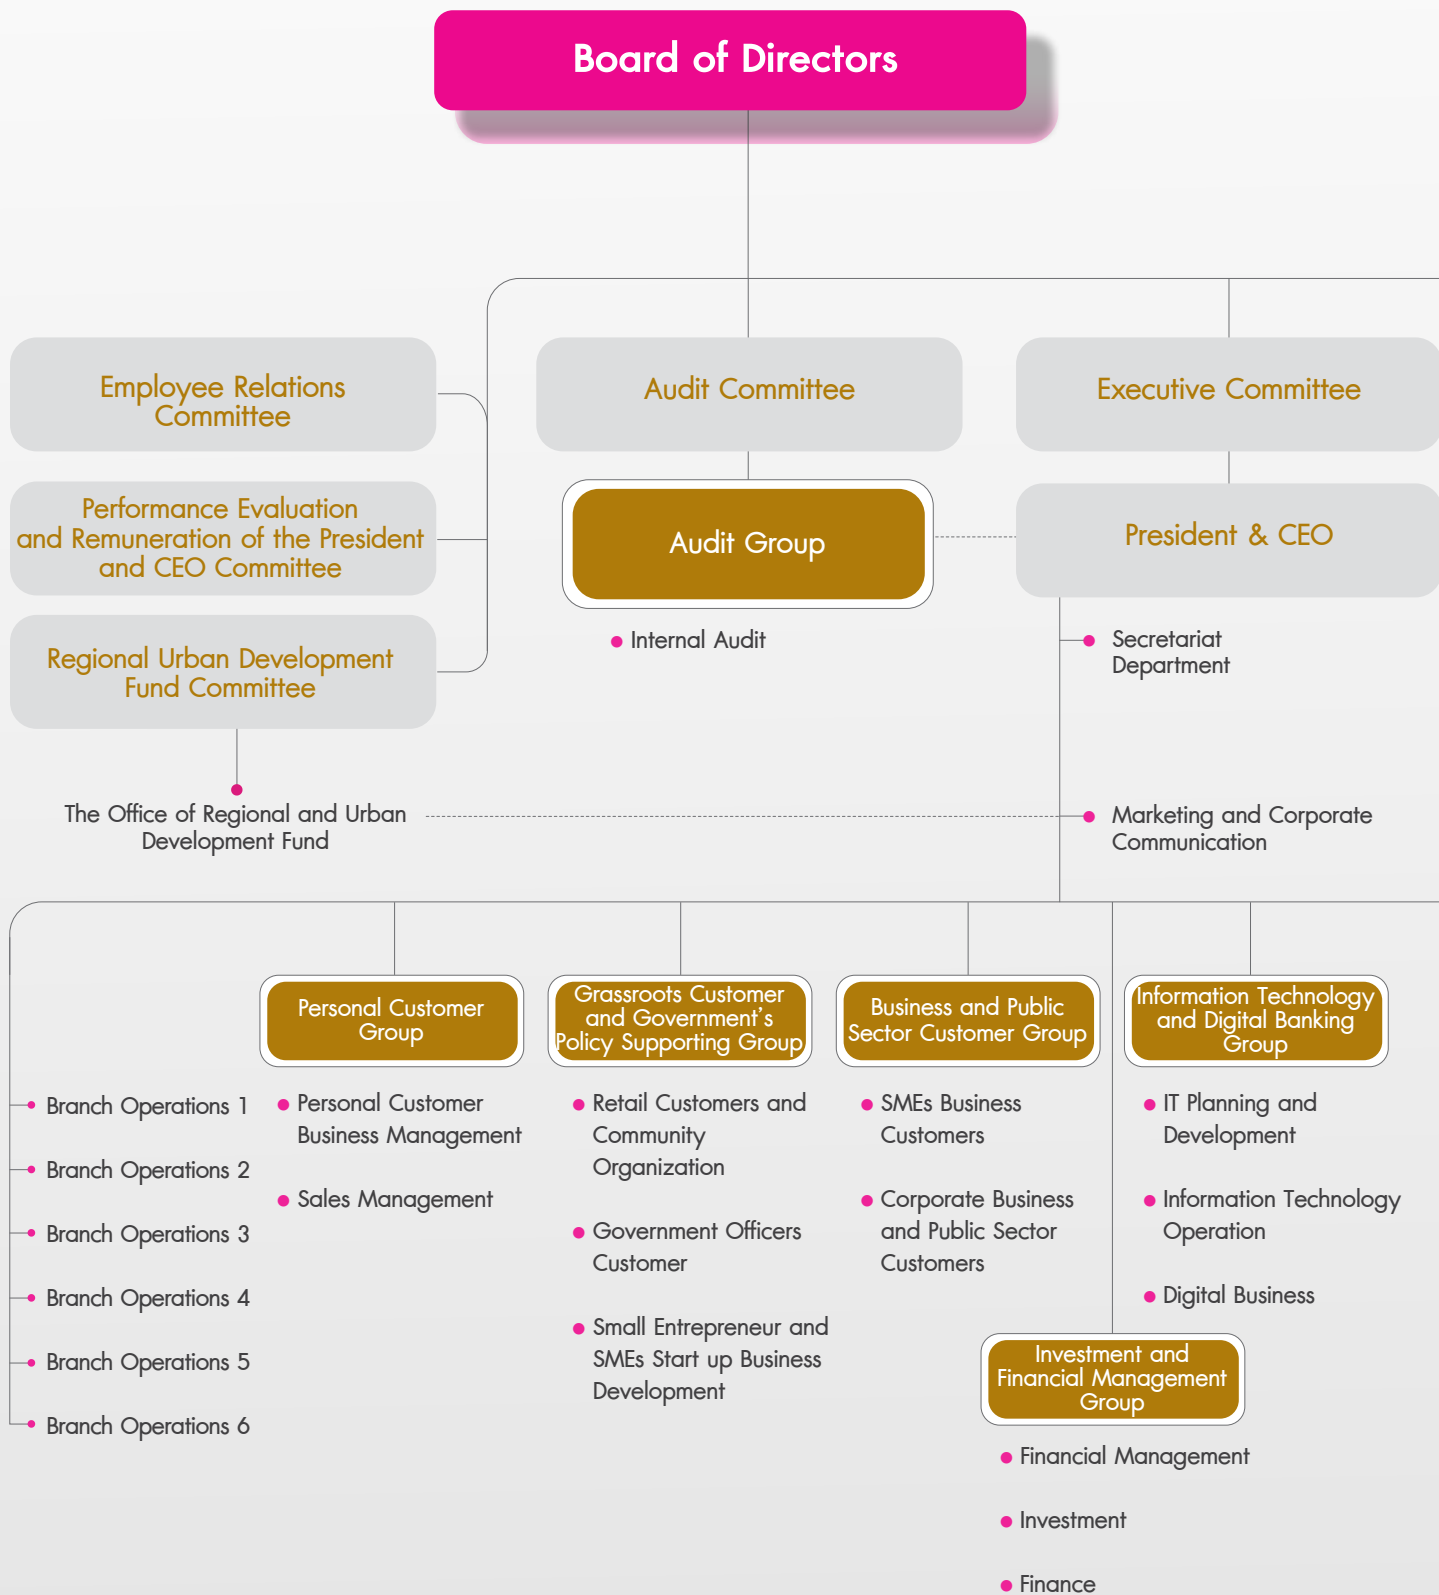 Board of Directors
Employee Relations
Committee
Audit Committee
Executive Committee
Performance Evaluation
and Remuneration of the President
and CEO Committee
Audit Group
President & CEO
Regional Urban Development
Fund Committee
Internal Audit
Secretariat
Department
The Office of Regional and Urban
Development Fund
Marketing and Corporate
Communication
Branch Operations 1
Branch Operations 2
Branch Operations 3
Branch Operations 4
Branch Operations 5
Branch Operations 6
Personal Customer
Group
Personal Customer
Business Management
Sales Management
Grassroots Customer
and Government's
Policy Supporting Group
Retail Customers and
Community
Organization
Government Officers
Customer
Small Entrepreneur and
SMEs Start up Business
Development
Business and Public
Sector Customer Group
SMEs Business
Customers
Corporate Business
and Public Sector
Customers
Information Technology
and Digital Banking
Group
IT Planning and
Development
Information Technology
Operation
Digital Business
Investment and
Financial Management
Group
Financial Management
Investment
Finance